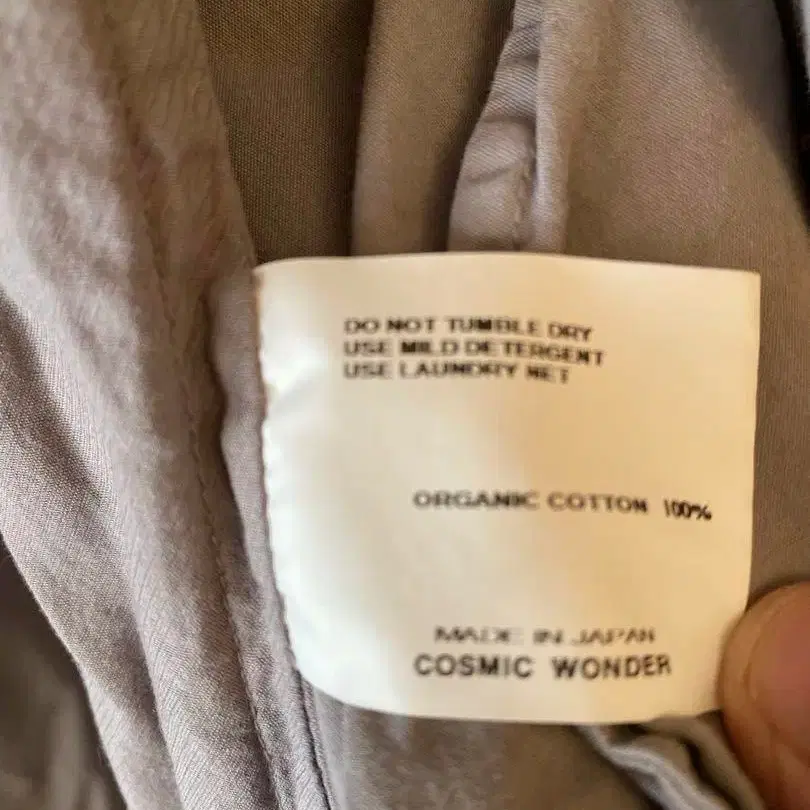 DO NOT TUMBLE DRY
USE MILD DETERGENT
USE LAUNDRY NET
ORGANIC COTTON 100%
MADE IN JAPAN
COSMIC WONDER